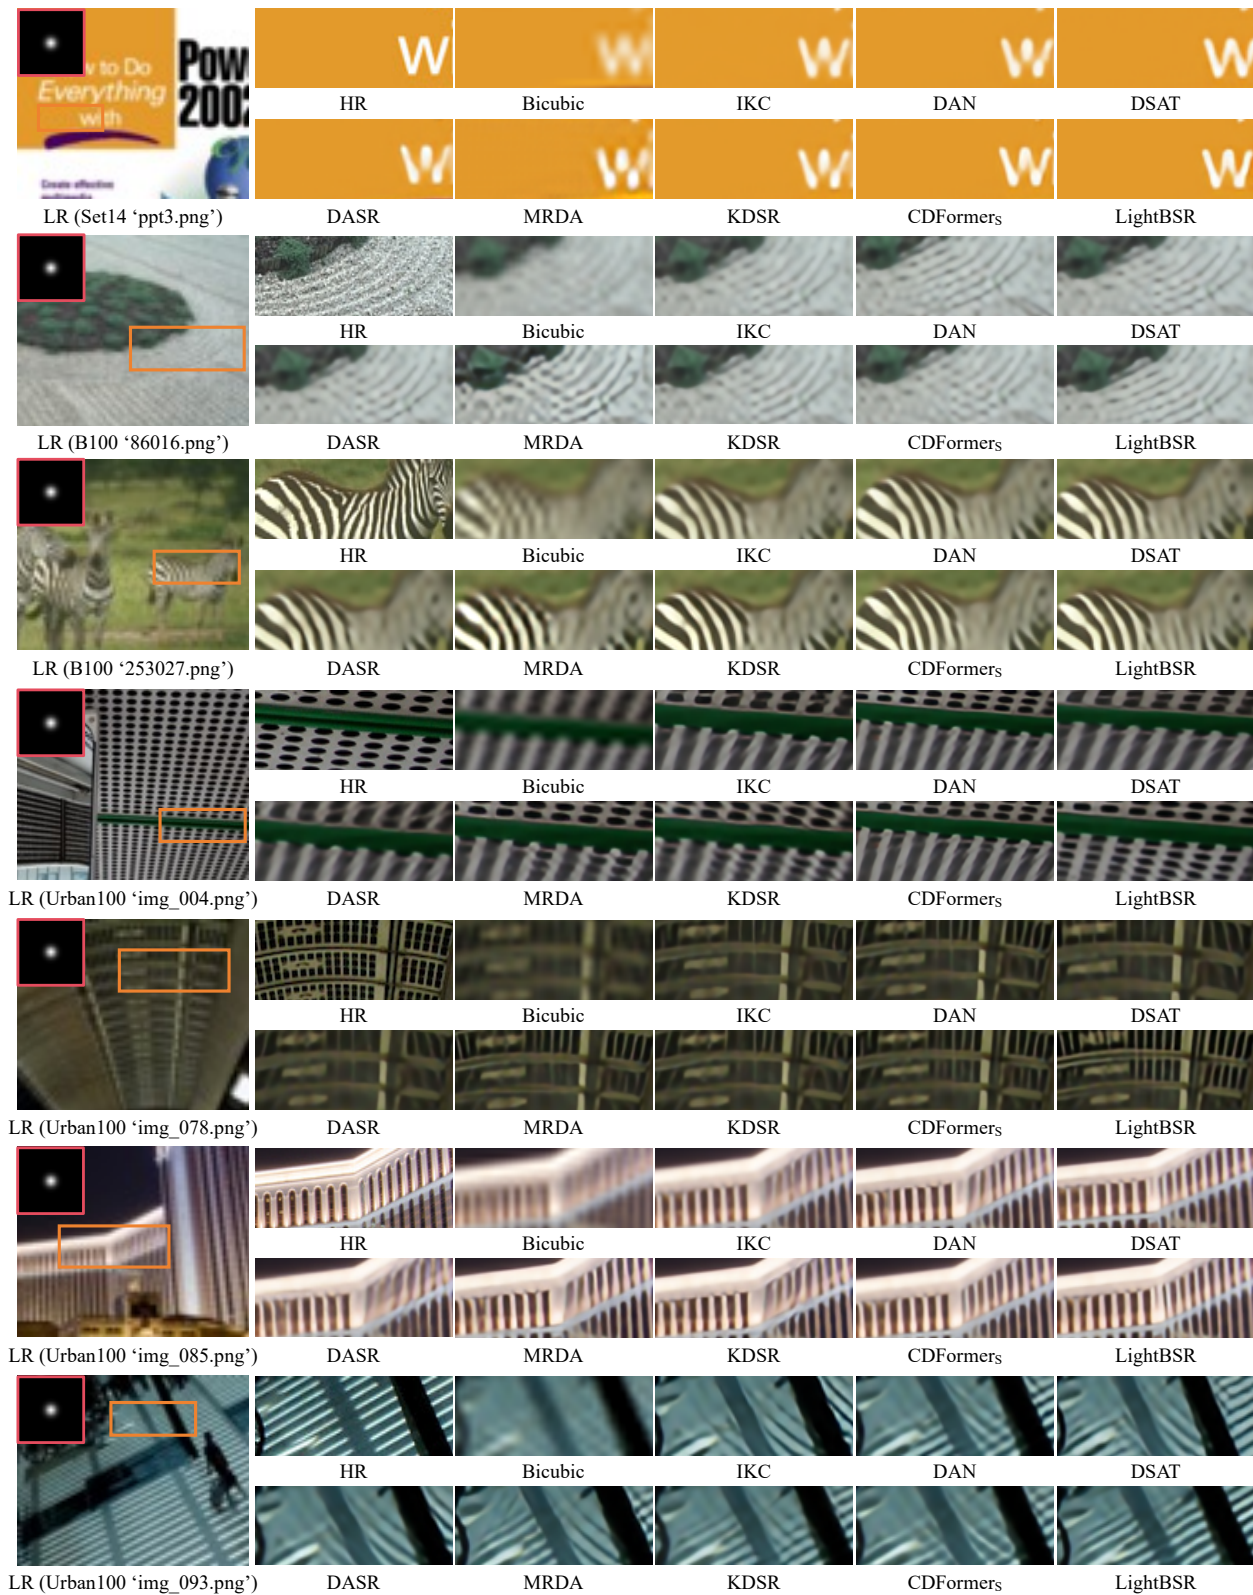 w to Do
Everything
with
Pow
2002
Create effective
multimedia
W
W
W
W
W
HR Bicubic IKC DAN DSAT
W
W
W
W
W
LR (Set14 ‘ppt3.png’) DASR MRDA KDSR CDFormerS LightBSR
HR Bicubic IKC DAN DSAT
LR (B100 ‘86016.png’) DASR MRDA KDSR CDFormerS LightBSR
HR Bicubic IKC DAN DSAT
LR (B100 ‘253027.png’) DASR MRDA KDSR CDFormerS LightBSR
HR Bicubic IKC DAN DSAT
LR (Urban100 ‘img_004.png’) DASR MRDA KDSR CDFormerS LightBSR
HR Bicubic IKC DAN DSAT
LR (Urban100 ‘img_078.png’) DASR MRDA KDSR CDFormerS LightBSR
HR Bicubic IKC DAN DSAT
LR (Urban100 ‘img_085.png’) DASR MRDA KDSR CDFormerS LightBSR
HR Bicubic IKC DAN DSAT
LR (Urban100 ‘img_093.png’) DASR MRDA KDSR CDFormerS LightBSR